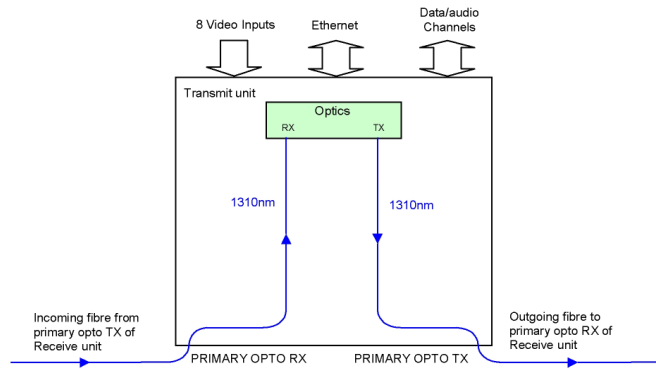 8 Video Inputs
Ethernet
Data/audio
Channels
Transmit unit
Optics
RX
TX
1310nm
1310nm
Incoming fibre from
primary opto TX of
Receive unit
Outgoing fibre to
primary opto RX of
Receive unit
PRIMARY OPTO RX
PRIMARY OPTO TX